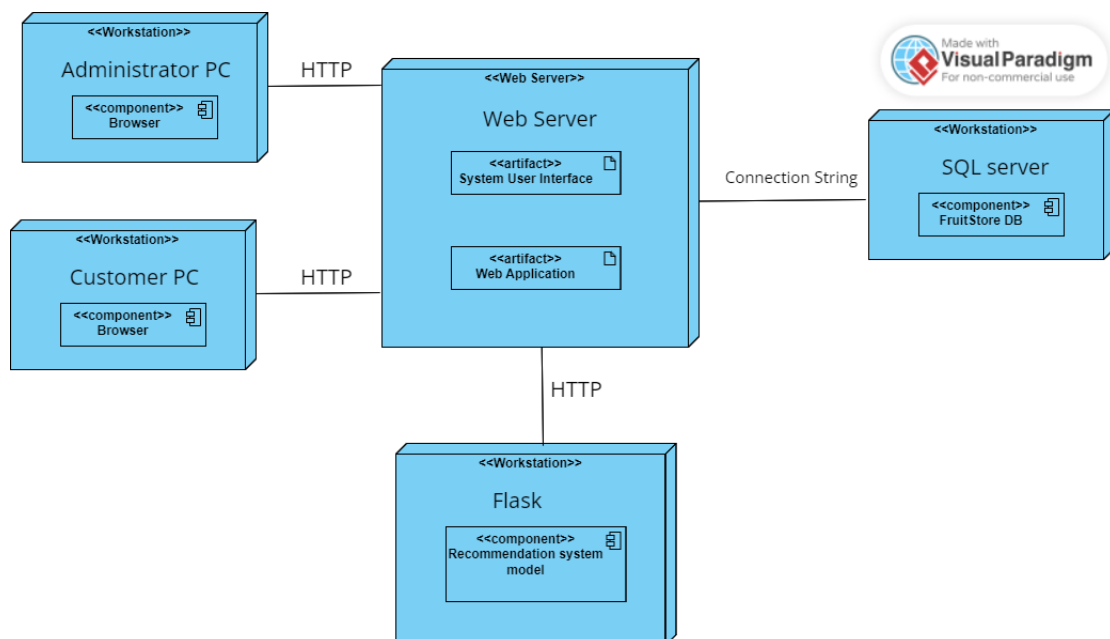 <<Workstation>>
Administrator PC
<<component>>
Browser
HTTP
<<Web Server>>
Web Server
<<artifact>>
System User Interface
<<artifact>>
Web Application
Made with
Visual Paradigm
For non-commercial use
<<Workstation>>
SQL server
<<component>>
FruitStore DB
Connection String
<<Workstation>>
Customer PC
<<component>>
Browser
HTTP
HTTP
<<Workstation>>
Flask
<<component>>
Recommendation system
model